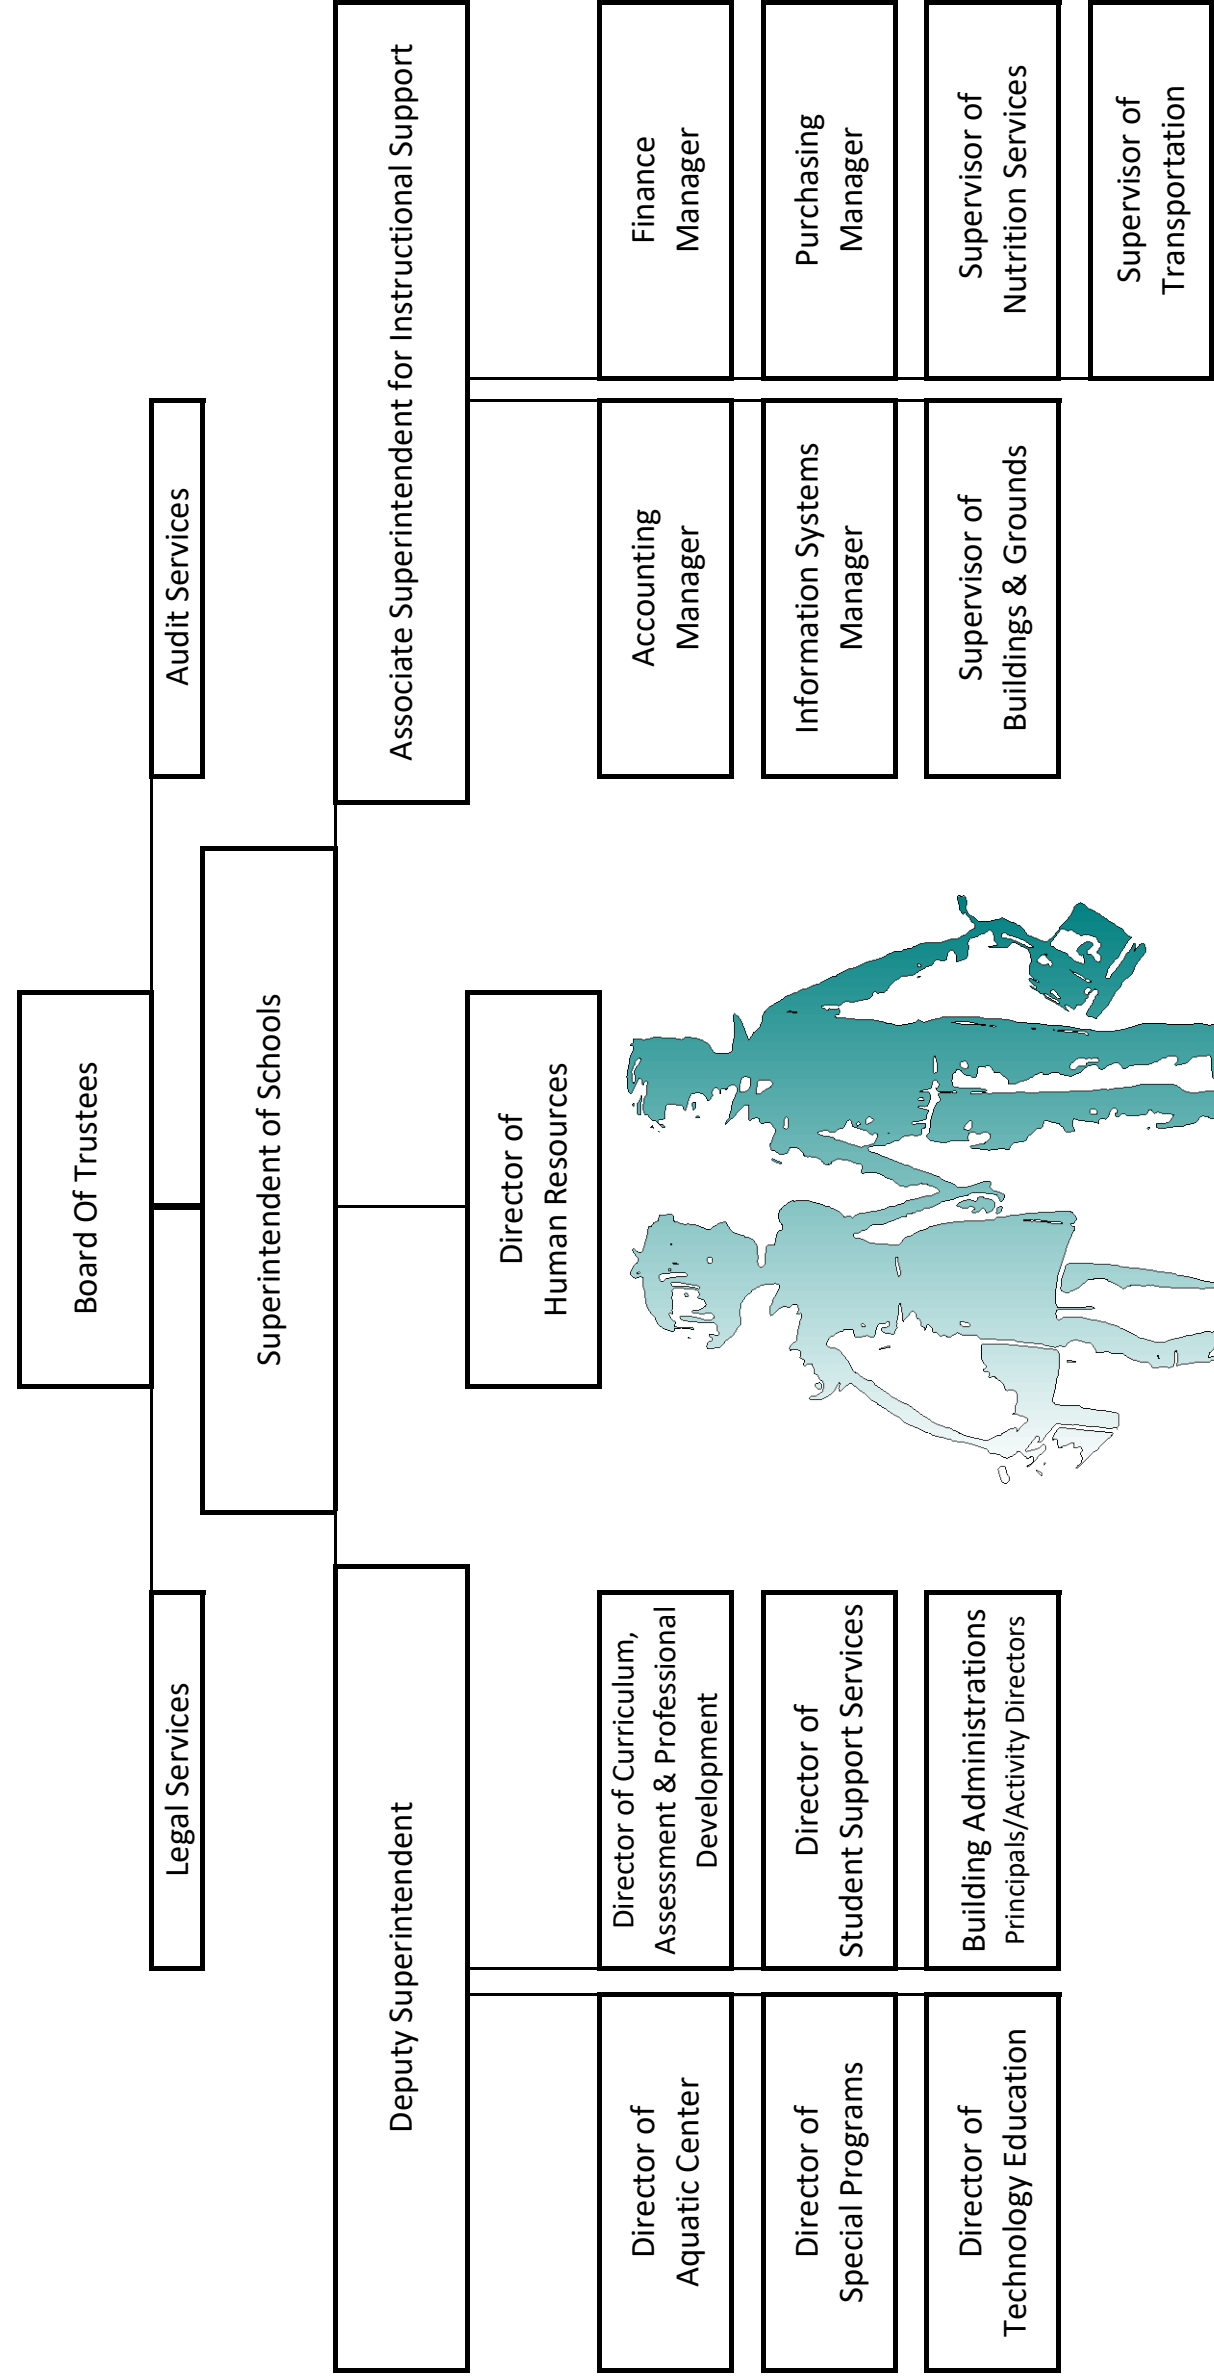 Board Of Trustees
Legal Services
Audit Services
Superintendent of Schools
Deputy Superintendent
Associate Superintendent for Instructional Support
Director of
Human Resources
Director of
Aquatic Center
Director of Curriculum,
Assessment & Professional
Development
Accounting
Manager
Finance
Manager
Director of
Special Programs
Director of
Student Support Services
Information Systems
Manager
Purchasing
Manager
Director of
Technology Education
Building Administrations
Principals/Activity Directors
Supervisor of
Buildings & Grounds
Supervisor of
Nutrition Services
Supervisor of
Transportation